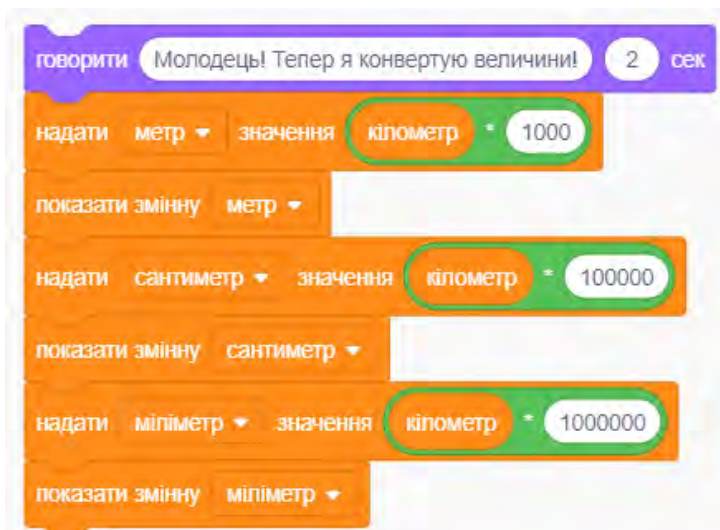 говорити Молодець! Тепер я конвертую величини! 2 сек
надати метр значення кілометр * 1000
показати змінну метр
надати сантиметр значення кілометр * 100000
показати змінну сантиметр
надати міліметр значення кілометр * 1000000
показати змінну міліметр